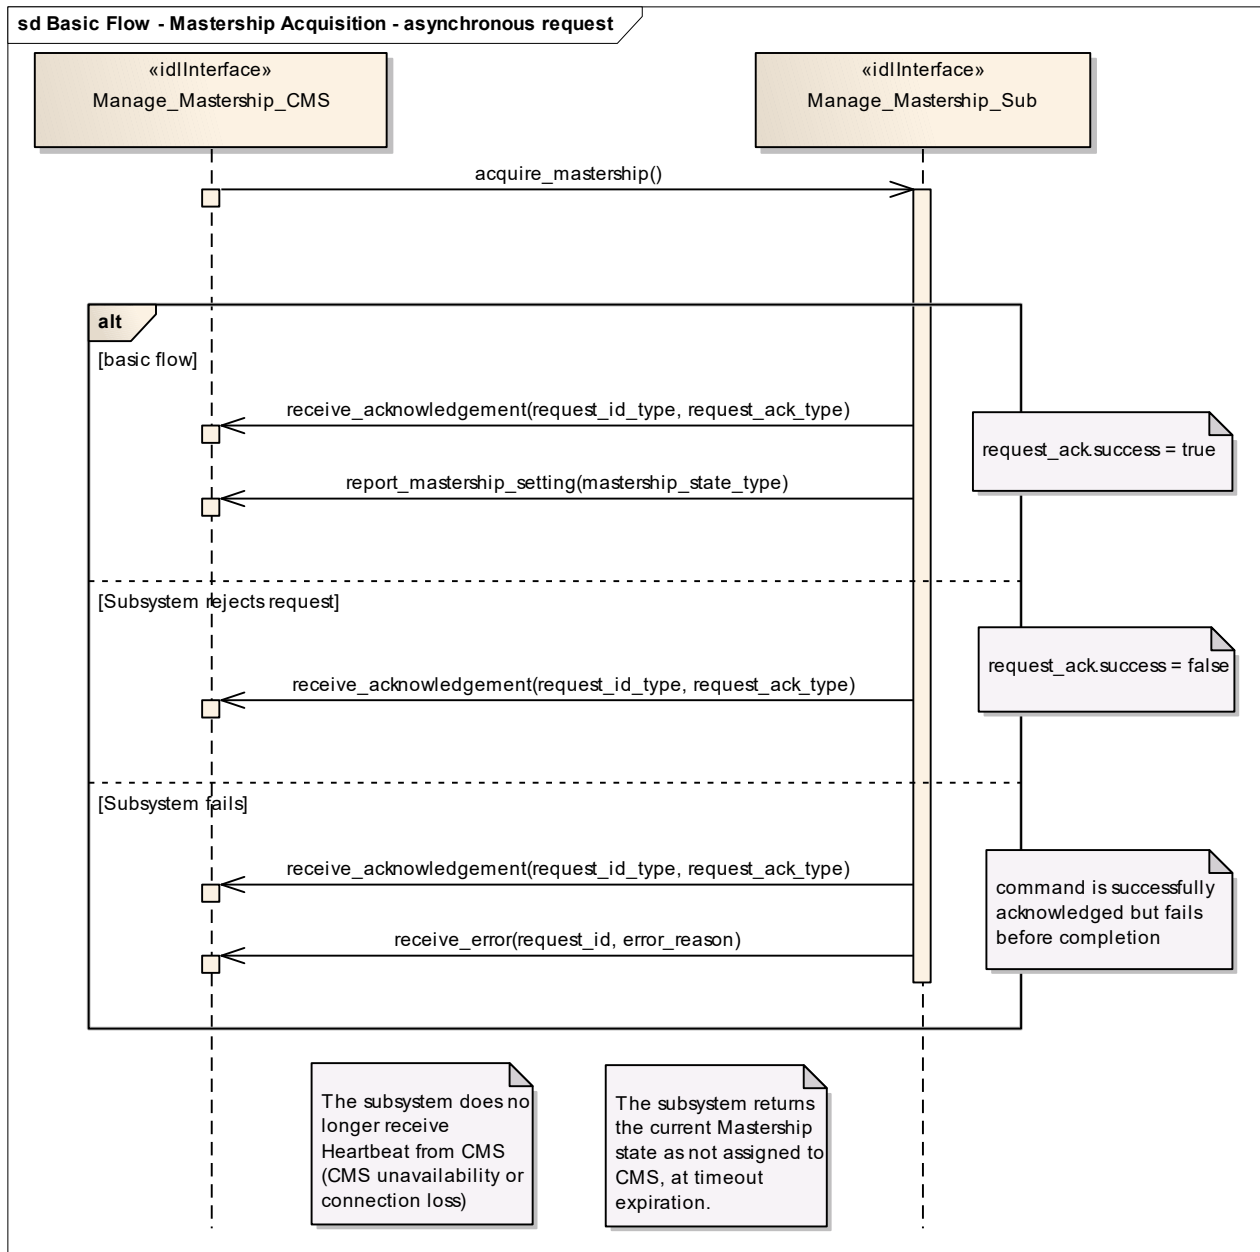 sd Basic Flow - Mastership Acquisition - asynchronous request
«idlInterface»
Manage_Mastership_CMS
«idlInterface»
Manage_Mastership_Sub
acquire_mastership()
alt
[basic flow]
receive_acknowledgement(request_id_type, request_ack_type)
request_ack.success = true
report_mastership_setting(mastership_state_type)
[Subsystem rejects request]
request_ack.success = false
receive_acknowledgement(request_id_type, request_ack_type)
[Subsystem fails]
receive_acknowledgement(request_id_type, request_ack_type)
command is successfully
acknowledged but fails
before completion
receive_error(request_id, error_reason)
The subsystem does no
longer receive
Heartbeat from CMS
(CMS unavailability or
connection loss)
The subsystem returns
the current Mastership
state as not assigned to
CMS, at timeout
expiration.